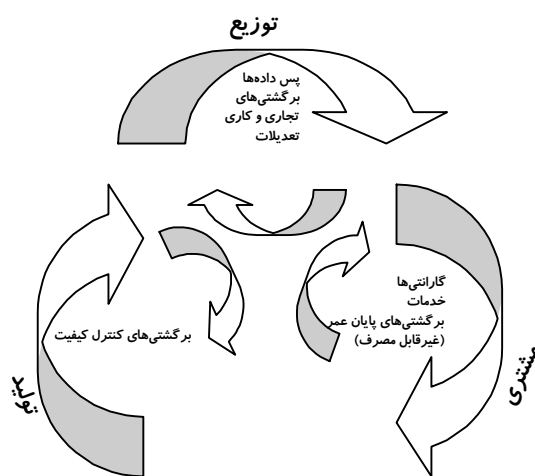 توزیع
پس داده‌ها
برگشتی‌های
تجاری و کاری
تعدیلات
گارانتی‌ها
خدمات
برگشتی‌های پایان عمر
(غیرقابل مصرف)
برگشتی‌های کنترل کیفیت
مشتری
تولید